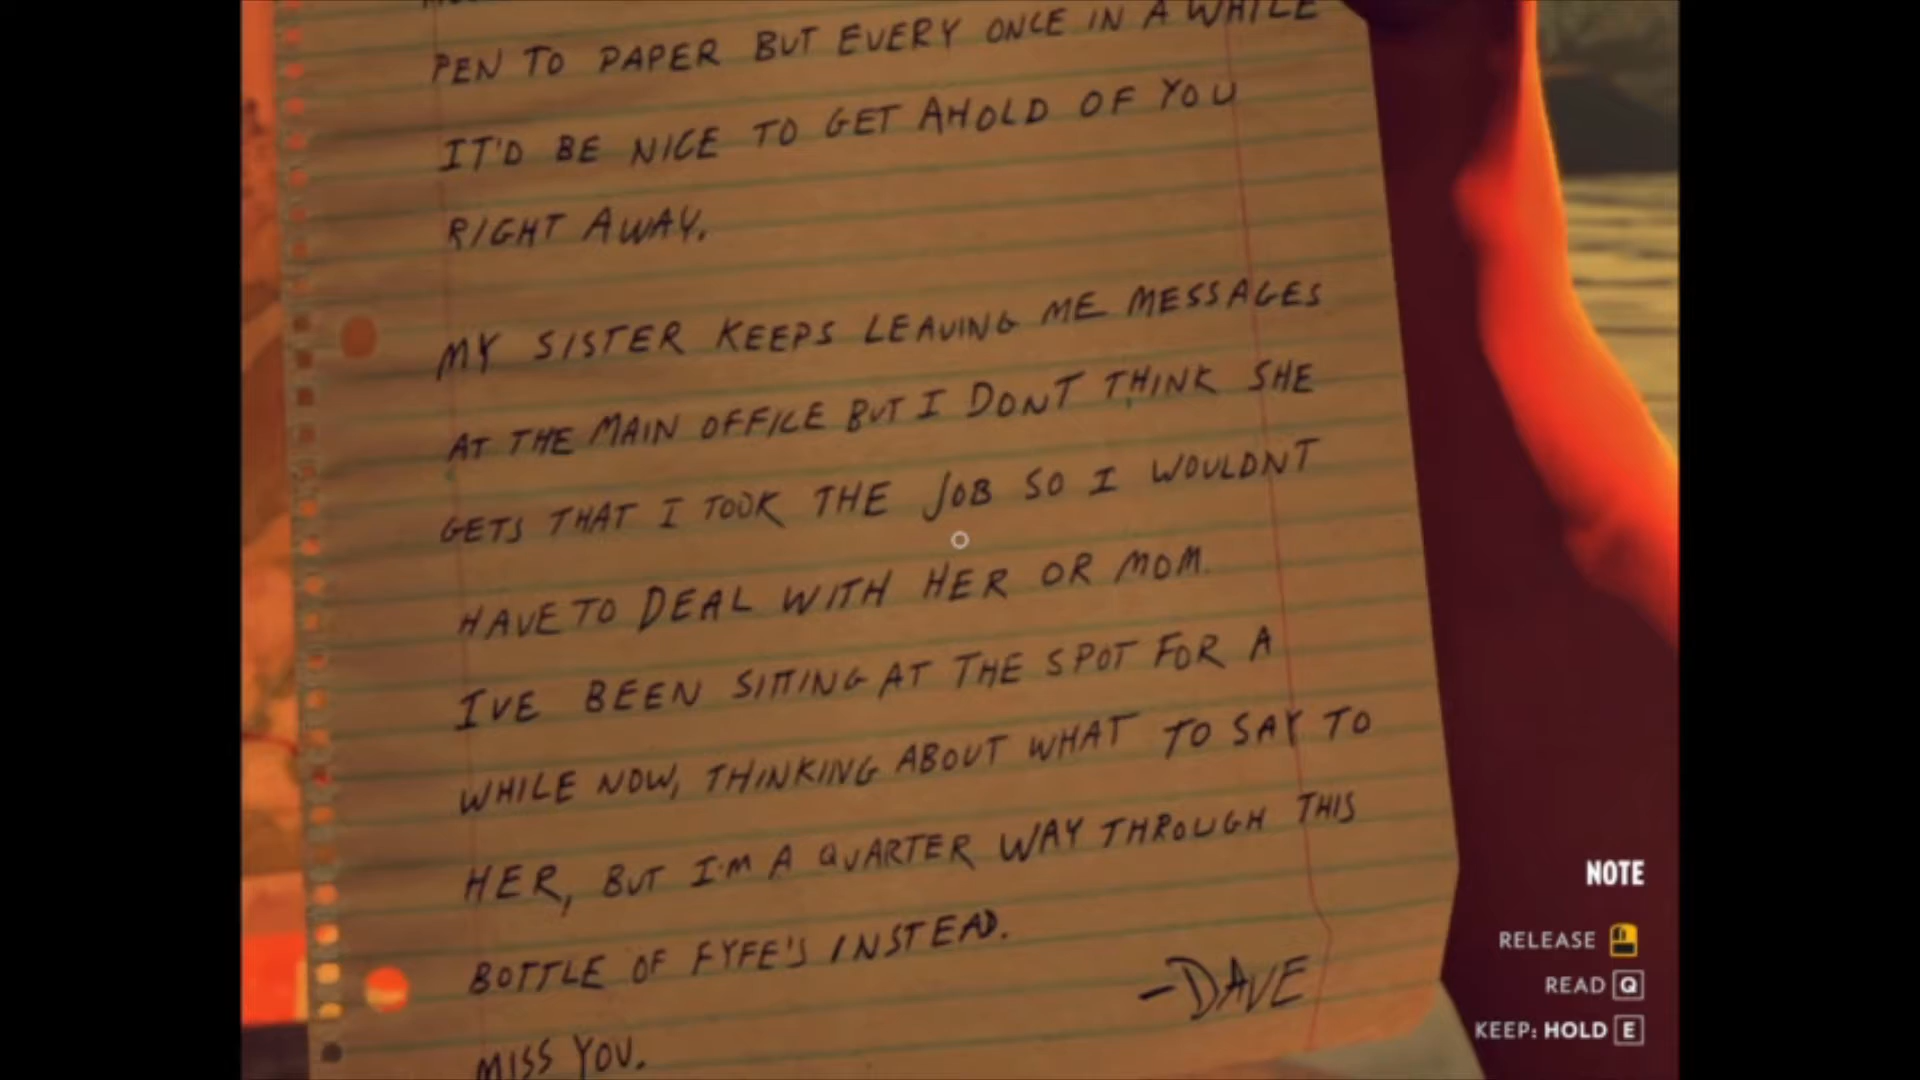 PEN TO PAPER BUT EVERY ONCE IN A WHILE
IT'D BE NICE TO GET AHOLD OF YOU
RIGHT AWAY.
MY SISTER KEEPS LEAVING ME MESSAGES
AT THE MAIN OFFICE BUT I DONT THINK SHE
GETS THAT I TOOK THE JOB SO I WOULDNT
HAVE TO DEAL WITH HER OR MOM.
I'VE BEEN SITTING AT THE SPOT FOR A
WHILE NOW, THINKING ABOUT WHAT TO SAY TO
HER, BUT I'M A QUARTER WAY THROUGH THIS
BOTTLE OF FYFE'S INSTEAD.
-DAVE
MISS YOU.
NOTE
RELEASE
READ Q
KEEP: HOLD E